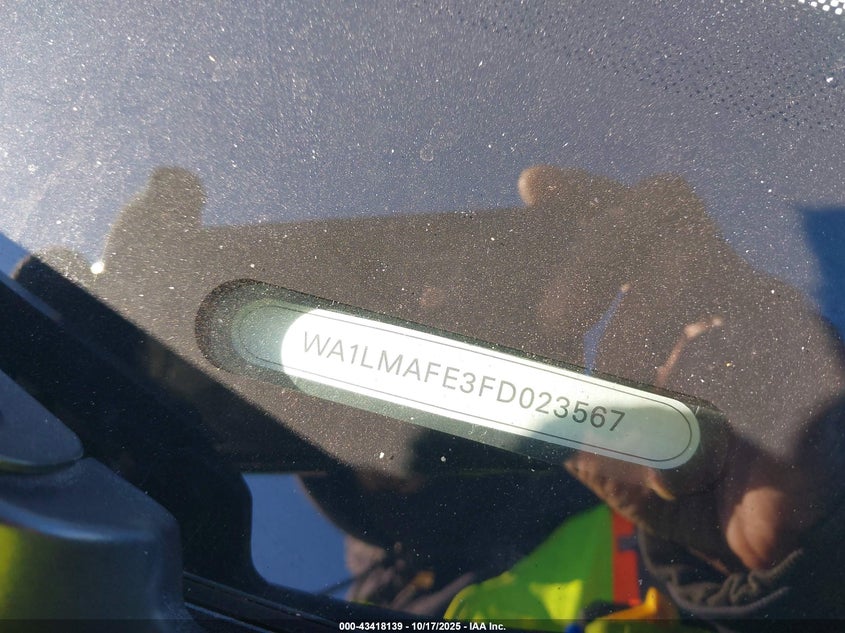 WA1LMAFE3FD023567
000-43418139 - 10/17/2025 - IAA Inc.